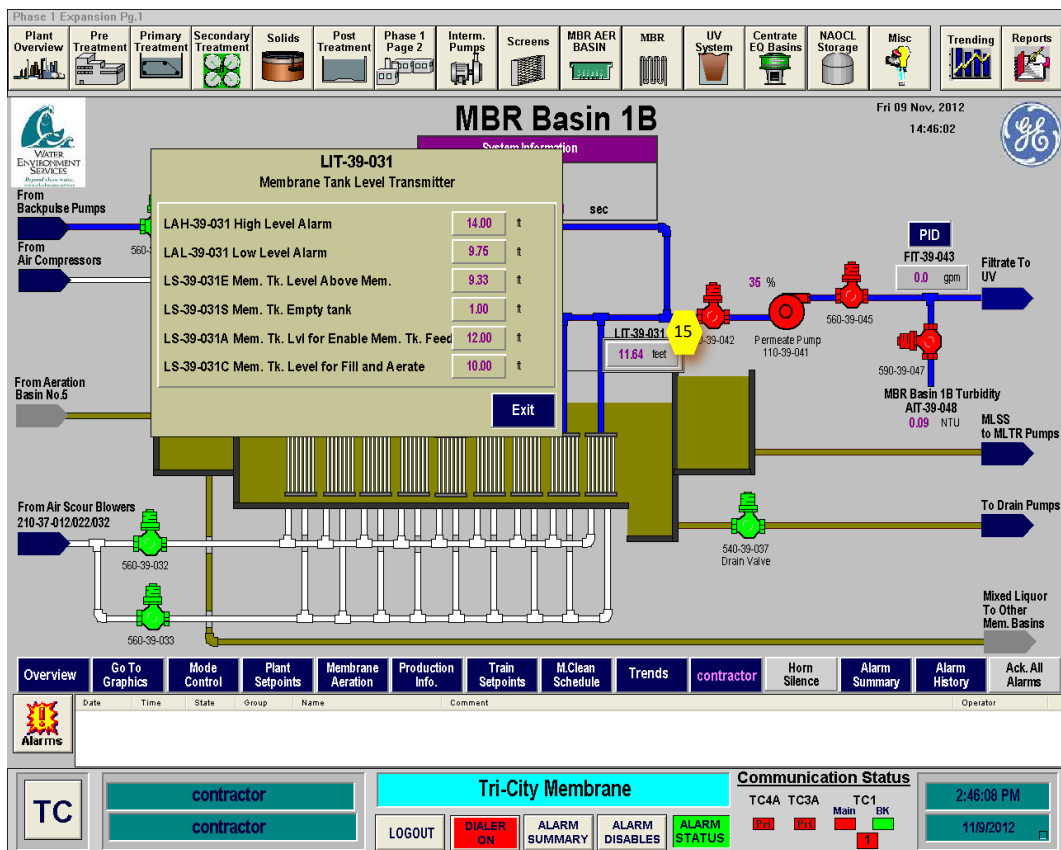 Phase 1 Expansion Pg.1
Plant
Overview
Pre
Treatment
Primary
Treatment
Secondary
Treatment
Solids
Post
Treatment
Phase 1
Page 2
Interm.
Pumps
Screens
MBR AER
BASIN
MBR
UV
System
Centrate
EQ Basins
NAOCL
Storage
Misc
Trending
Reports
WATER
ENVIRONMENT
SERVICES
MBR Basin 1B
Fri 09 Nov, 2012
14:46:02
System Information
sec
LIT-39-031
Membrane Tank Level Transmitter
LAH-39-031 High Level Alarm 14.00 ft
LAL-39-031 Low Level Alarm 9.75 ft
LS-39-031E Mem. Tk. Level Above Mem. 9.33 ft
LS-39-031S Mem. Tk. Empty tank 1.00 ft
LS-39-031A Mem. Tk. Lvl for Enable Mem. Tk. Feed 12.00 ft
LS-39-031C Mem. Tk. Level for Fill and Aerate 10.00 ft
Exit
From
Backpulse Pumps
From
Air Compressors
From Aeration
Basin No.5
From Air Scour Blowers
210-37-012/022/032
560-39-032
560-39-033
LIT-39-031
11.64 feet
15
35 %
Permeate Pump
110-39-041
560-39-045
PID
FIT-39-043
0.0 gpm
Filtrate To
UV
590-39-047
MBR Basin 1B Turbidity
AIT-39-048
0.09 NTU
MLSS
to MLTR Pumps
To Drain Pumps
540-39-037
Drain Valve
Mixed Liquor
To Other
Mem. Basins
Overview
Go To
Graphics
Mode
Control
Plant
Setpoints
Membrane
Aeration
Production
Info.
Train
Setpoints
M.Clean
Schedule
Trends
contractor
Horn
Silence
Alarm
Summary
Alarm
History
Ack. All
Alarms
Alarms
Date Time State Group Name Comment Operator
TC
contractor
contractor
Tri-City Membrane
LOGOUT
DIALER
ON
ALARM
SUMMARY
ALARM
DISABLES
ALARM
STATUS
Communication Status
TC4A TC3A TC1
Main BK
Pri Pri
1
2:46:08 PM
11/9/2012